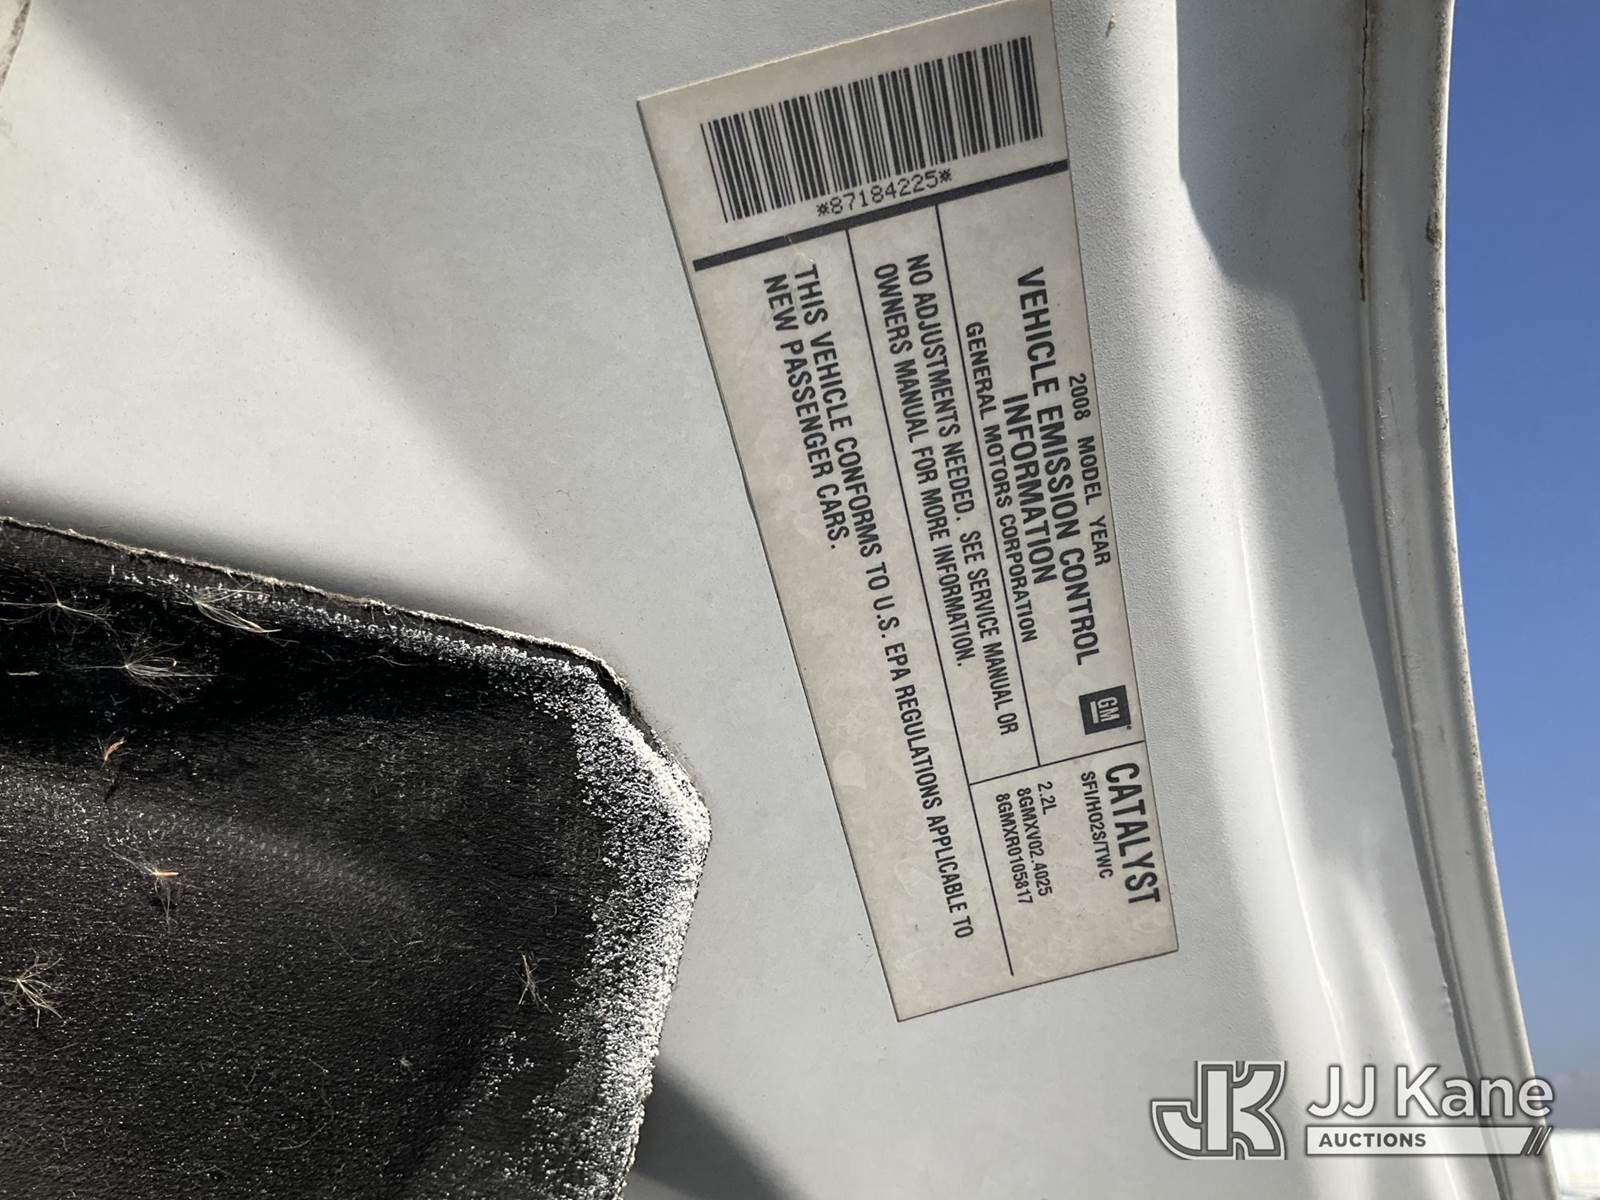 *87184225*
2008 MODEL YEAR
VEHICLE EMISSION CONTROL
INFORMATION
GENERAL MOTORS CORPORATION
GM
CATALYST
SFI/HO2S/TWC
2.2L
8GMXV02.4025
8GMXR0105817
NO ADJUSTMENTS NEEDED. SEE SERVICE MANUAL OR
OWNERS MANUAL FOR MORE INFORMATION.
THIS VEHICLE CONFORMS TO U.S. EPA REGULATIONS APPLICABLE TO
NEW PASSENGER CARS.
JK JJ Kane
AUCTIONS